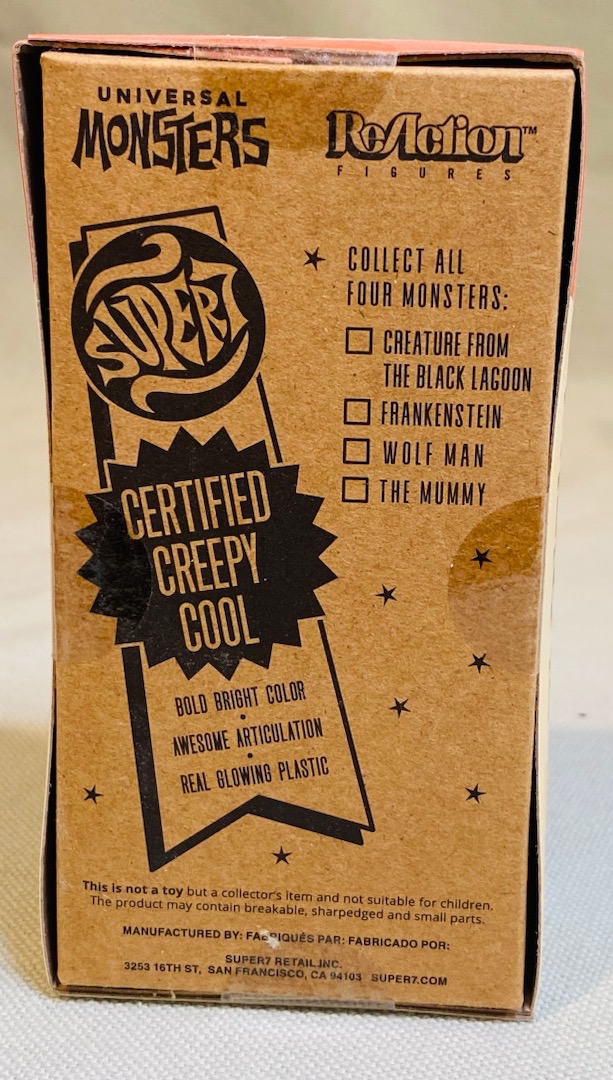 UNIVERSAL
MONSTERS
ReAction™
FIGURES
SUPER7
COLLECT ALL
FOUR MONSTERS:
CREATURE FROM
THE BLACK LAGOON
FRANKENSTEIN
WOLF MAN
THE MUMMY
CERTIFIED
CREEPY
COOL
BOLD BRIGHT COLOR
•
AWESOME ARTICULATION
•
REAL GLOWING PLASTIC
This is not a toy but a collector's item and not suitable for children.
The product may contain breakable, sharpedged and small parts.
MANUFACTURED BY: FABRIQUÉS PAR: FABRICADO POR:
SUPER7 RETAIL INC.
3253 16TH ST, SAN FRANCISCO, CA 94103 SUPER7.COM